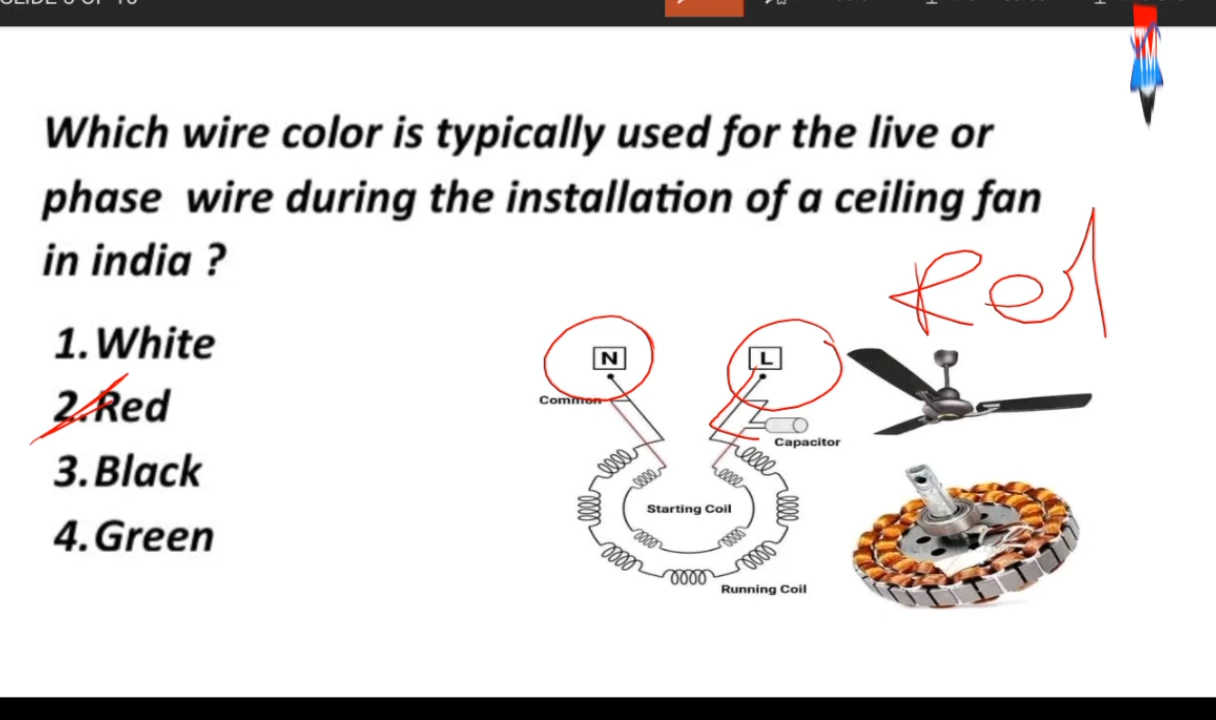 Which wire color is typically used for the live or
phase wire during the installation of a ceiling fan
in india ?
Red
1. White
2. Red
3. Black
4. Green
N
L
Common
Capacitor
Starting Coil
Running Coil